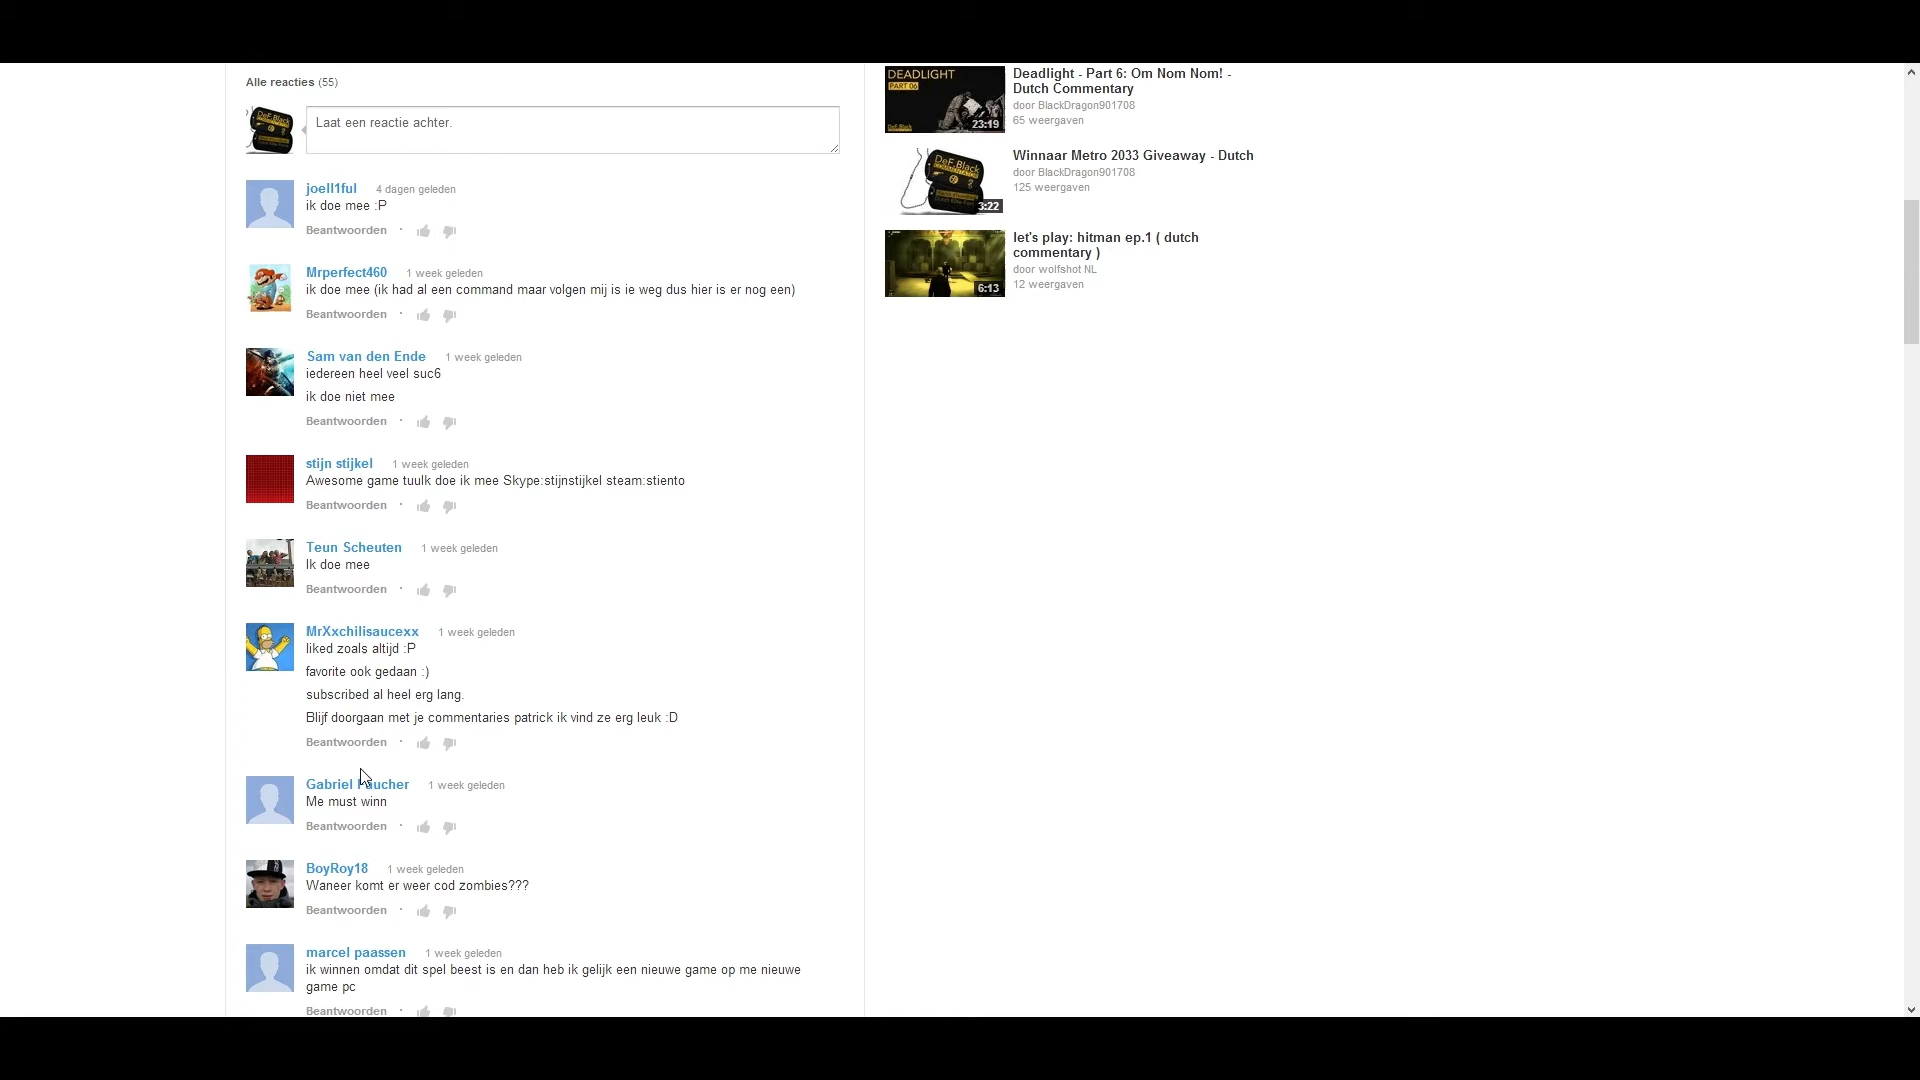 Alle reacties (55)
Laat een reactie achter.
joell1ful 4 dagen geleden
ik doe mee :P
Beantwoorden ·
Mrperfect460 1 week geleden
ik doe mee (ik had al een command maar volgen mij is ie weg dus hier is er nog een)
Beantwoorden ·
Sam van den Ende 1 week geleden
iedereen heel veel suc6
ik doe niet mee
Beantwoorden ·
stijn stijkel 1 week geleden
Awesome game tuulk doe ik mee Skype:stijnstijkel steam:stiento
Beantwoorden ·
Teun Scheuten 1 week geleden
Ik doe mee
Beantwoorden ·
MrXxchilisaucexx 1 week geleden
liked zoals altijd :P
favorite ook gedaan :)
subscribed al heel erg lang.
Blijf doorgaan met je commentaries patrick ik vind ze erg leuk :D
Beantwoorden ·
Gabriel 1 week geleden
Me must winn
Beantwoorden ·
BoyRoy18 1 week geleden
Waneer komt er weer cod zombies???
Beantwoorden ·
marcel paassen 1 week geleden
ik winnen omdat dit spel beest is en dan heb ik gelijk een nieuwe game op me nieuwe
game pc
Beantwoorden ·
DEADLIGHT
PART 06
23:19
Deadlight - Part 6: Om Nom Nom! -
Dutch Commentary
door BlackDragon901708
65 weergaven
DeF.Black
3:22
Winnaar Metro 2033 Giveaway - Dutch
door BlackDragon901708
125 weergaven
6:13
let's play: hitman ep.1 ( dutch
commentary )
door wolfshot NL
12 weergaven